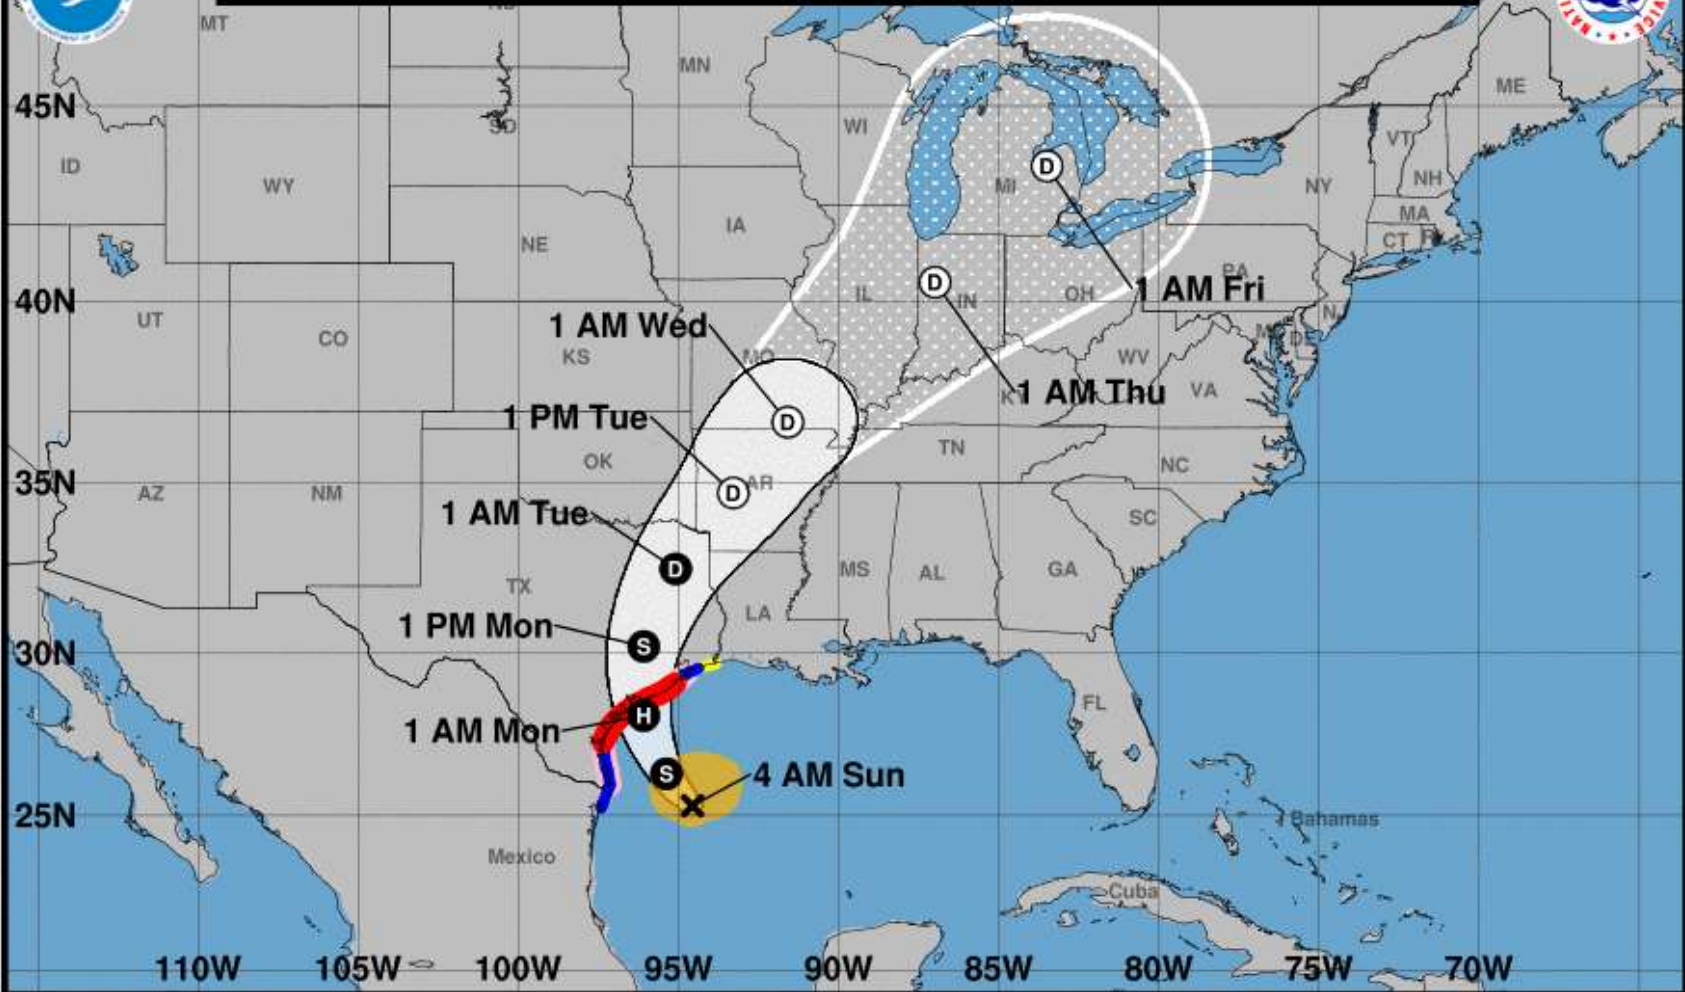 MT
MN
ME
45N
SD
WI
VT
ID
WY
MI
NY
NH
D
MA
IA
NE
CT
PA
D
IL
IN
OH
1 AM Fri
40N
UT
CO
1 AM Wed
KS
MO
WV
DE
1 AM Thu
VA
1 PM Tue
D
OK
TN
NC
35N
AZ
NM
D
AR
1 AM Tue
SC
D
TX
MS
AL
GA
LA
1 PM Mon
S
30N
FL
1 AM Mon
H
S
4 AM Sun
25N
Bahamas
Mexico
Cuba
110W 105W 100W 95W 90W 85W 80W 75W 70W